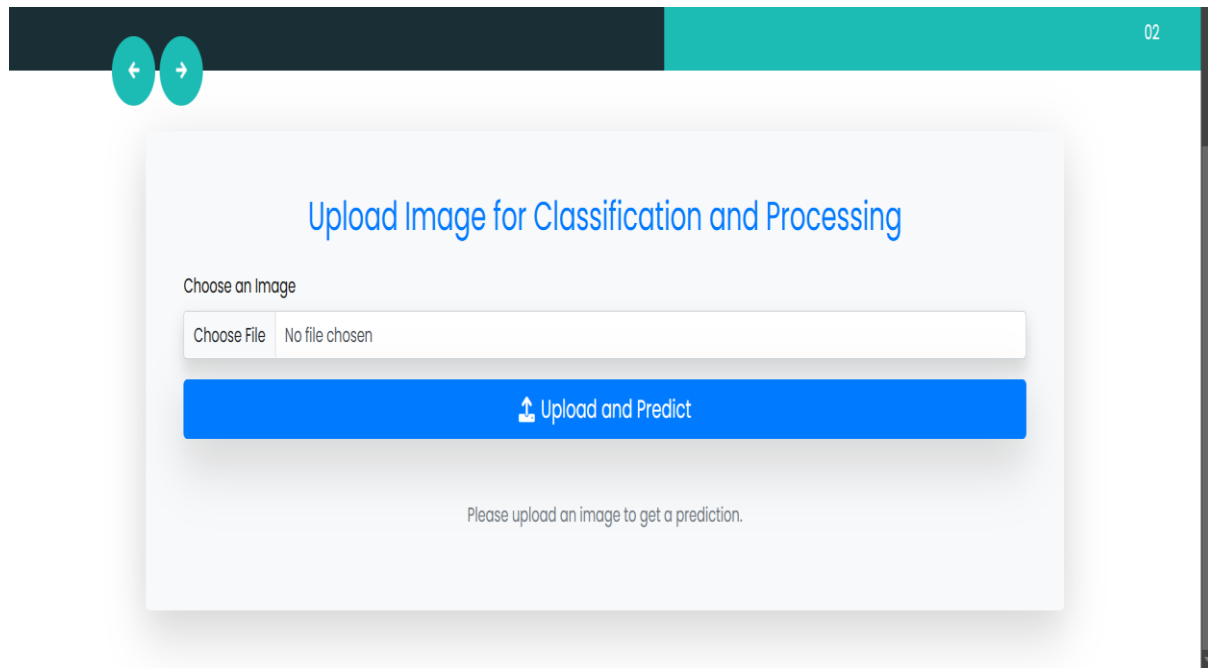 02
Upload Image for Classification and Processing
Choose an Image
Choose File No file chosen
Upload and Predict
Please upload an image to get a prediction.